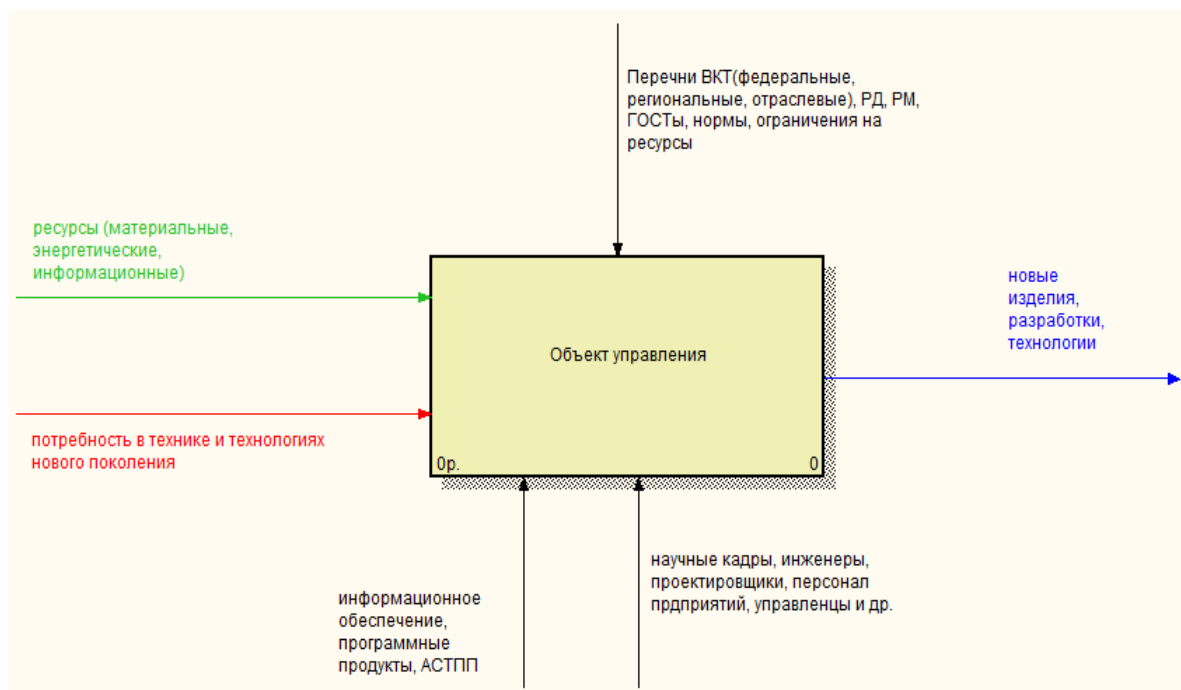 Перечни ВКТ(федеральные,
региональные, отраслевые), РД, РМ,
ГОСТы, нормы, ограничения на
ресурсы
ресурсы (материальные,
энергетические,
информационные)
новые
изделия,
разработки,
технологии
Объект управления
потребность в технике и технологиях
нового поколения
0р.
0
научные кадры, инженеры,
проектировщики, персонал
прдприятий, управленцы и др.
информационное
обеспечение,
программные
продукты, АСТПП